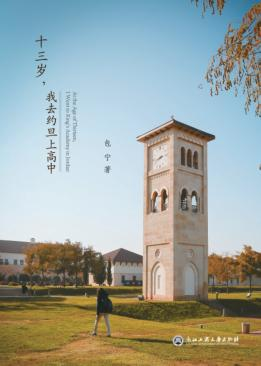 十三岁，
我去约旦上高中
At the Age of Thirteen,
I Went to King's Academy in Jordan
包宁 著
浙江工商大学出版社